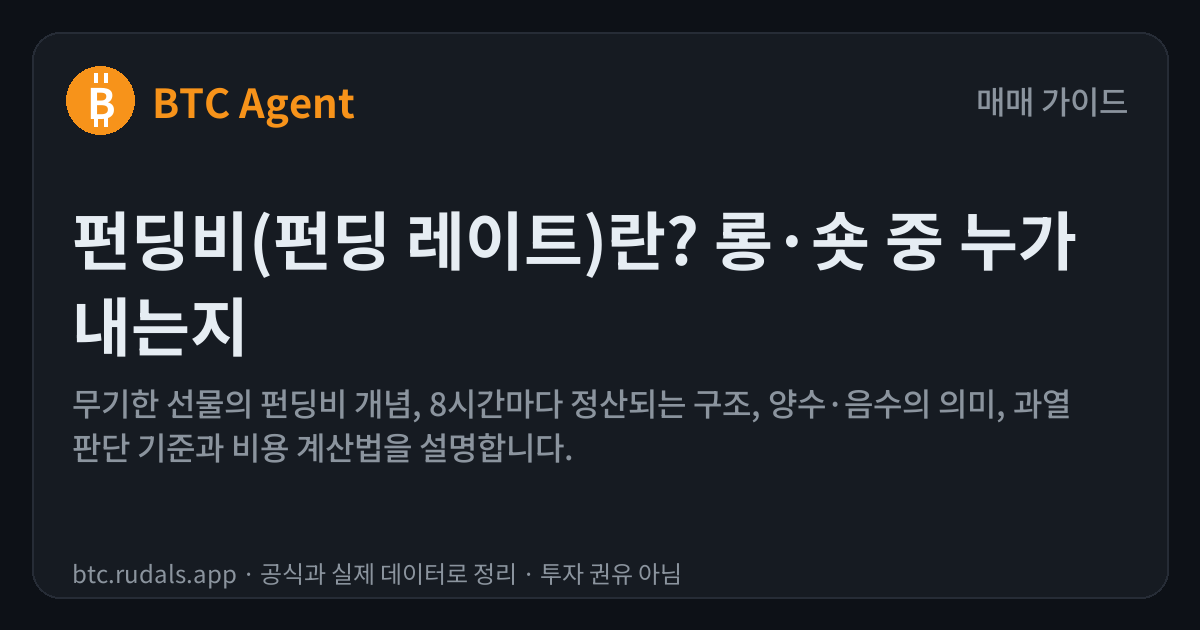 BTC Agent
매매 가이드
펀딩비(펀딩 레이트)란? 롱·숏 중 누가
내는지
무기한 선물의 펀딩비 개념, 8시간마다 정산되는 구조, 양수·음수의 의미, 과열
판단 기준과 비용 계산법을 설명합니다.
btc.rudals.app · 공식과 실제 데이터로 정리 · 투자 권유 아님